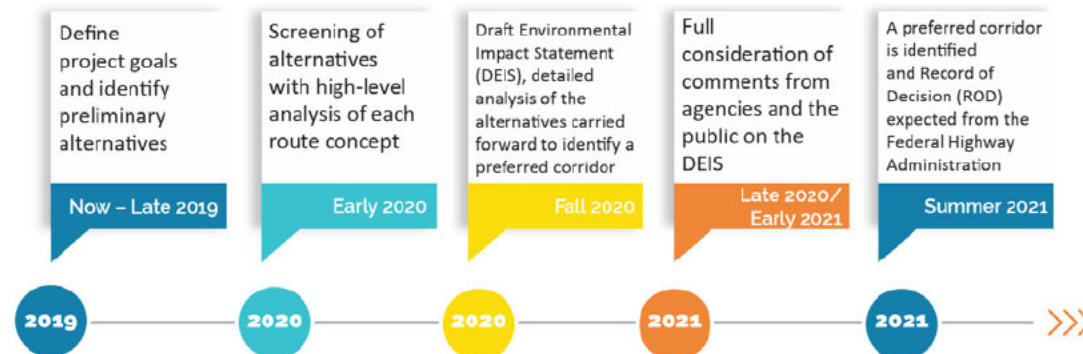 Define
project goals
and identify
preliminary
alternatives
Now – Late 2019
Screening of
alternatives
with high-level
analysis of each
route concept
Early 2020
Draft Environmental
Impact Statement
(DEIS), detailed
analysis of the
alternatives carried
forward to identify a
preferred corridor
Fall 2020
Full
consideration of
comments from
agencies and the
public on the
DEIS
Late 2020/
Early 2021
A preferred corridor
is identified
and Record of
Decision (ROD)
expected from the
Federal Highway
Administration
Summer 2021
2019
2020
2020
2021
2021